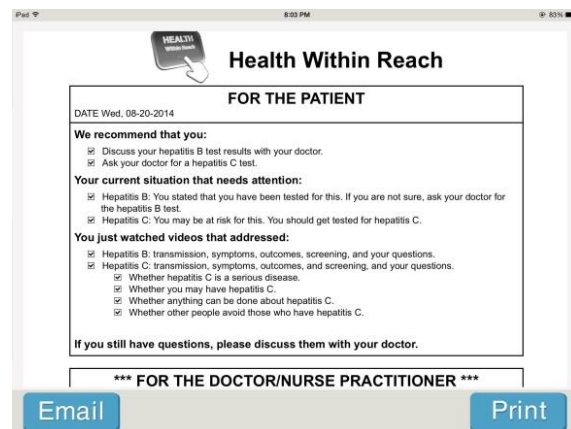 iPad
8:03 PM
83%
HEALTH
Within Reach
Health Within Reach
FOR THE PATIENT
DATE Wed, 08-20-2014
We recommend that you:
Discuss your hepatitis B test results with your doctor.
Ask your doctor for a hepatitis C test.
Your current situation that needs attention:
Hepatitis B: You stated that you have been tested for this. If you are not sure, ask your doctor for
the hepatitis B test.
Hepatitis C: You may be at risk for this. You should get tested for hepatitis C.
You just watched videos that addressed:
Hepatitis B: transmission, symptoms, outcomes, screening, and your questions.
Hepatitis C: transmission, symptoms, outcomes, and screening, and your questions.
Whether hepatitis C is a serious disease.
Whether you may have hepatitis C.
Whether anything can be done about hepatitis C.
Whether other people avoid those who have hepatitis C.
If you still have questions, please discuss them with your doctor.
*** FOR THE DOCTOR/NURSE PRACTITIONER ***
Email
Print